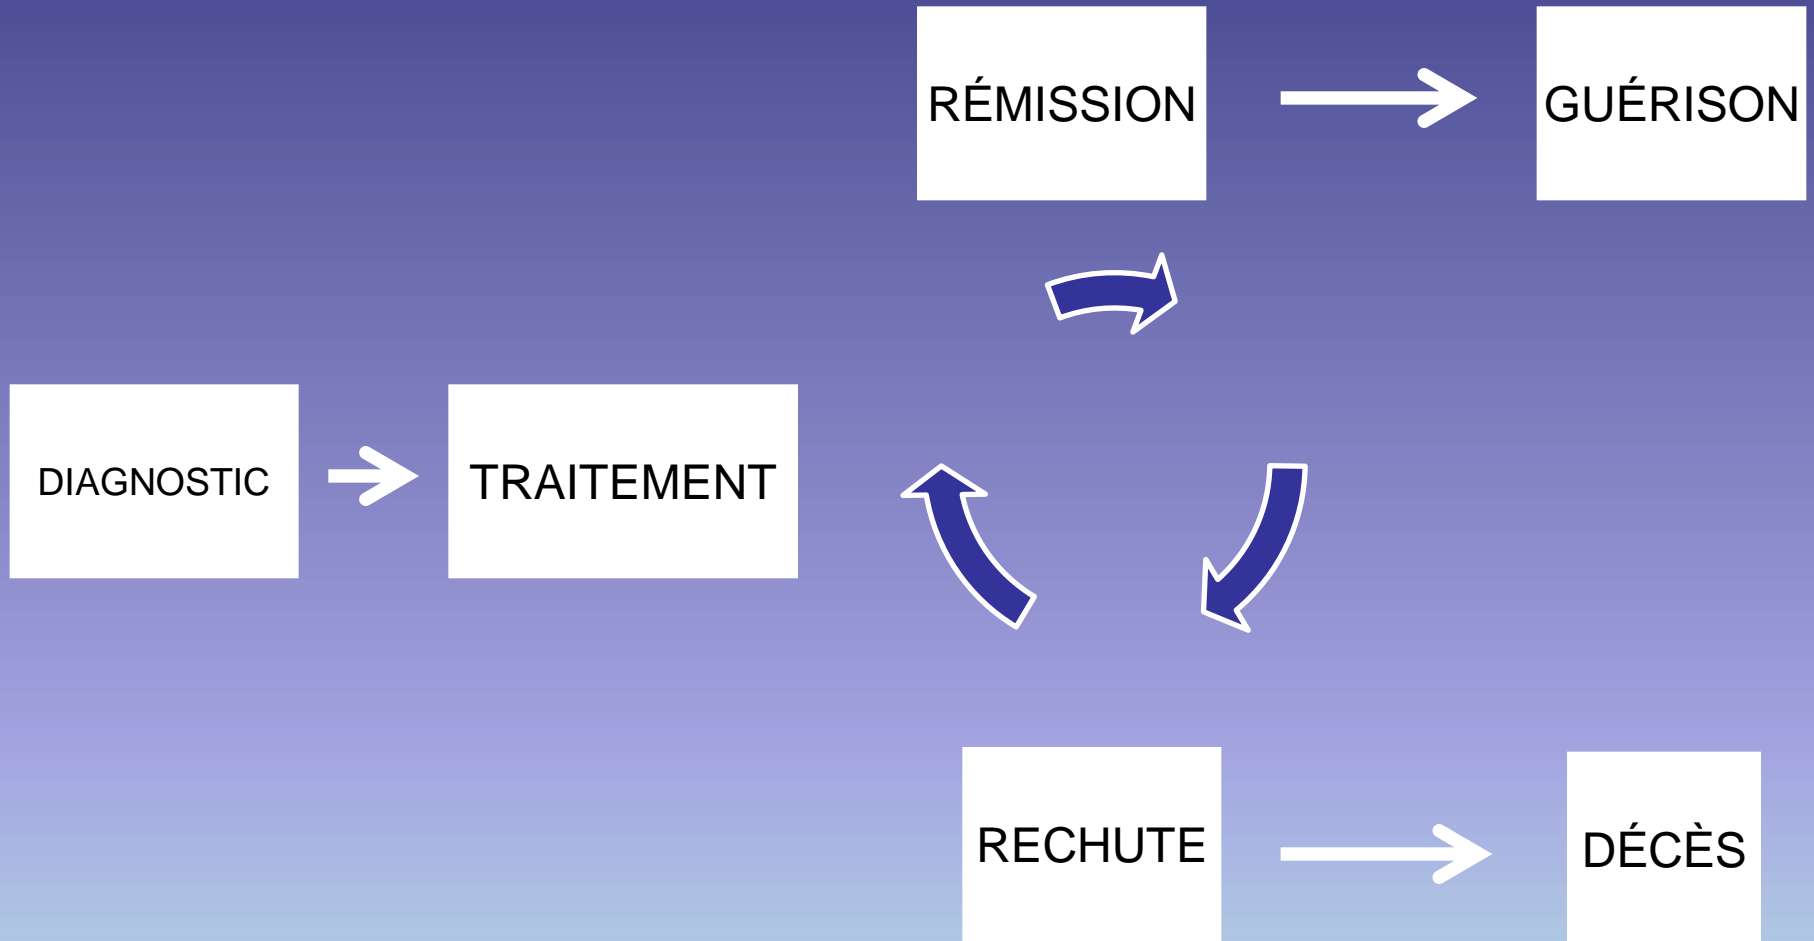 RÉMISSION
GUÉRISON
DIAGNOSTIC
TRAITEMENT
RECHUTE
DÉCÈS